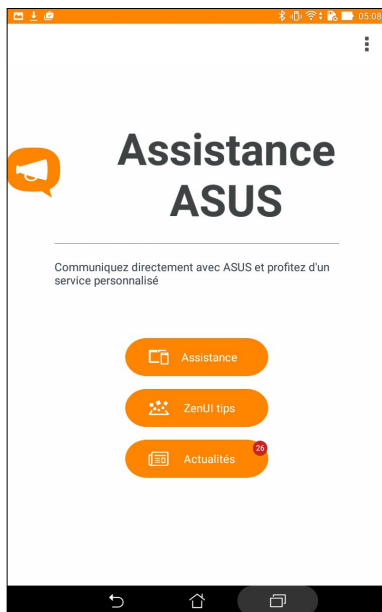 05:08
Assistance
ASUS
Communiquez directement avec ASUS et profitez d'un
service personnalisé
Assistance
ZenUI tips
26
Actualités